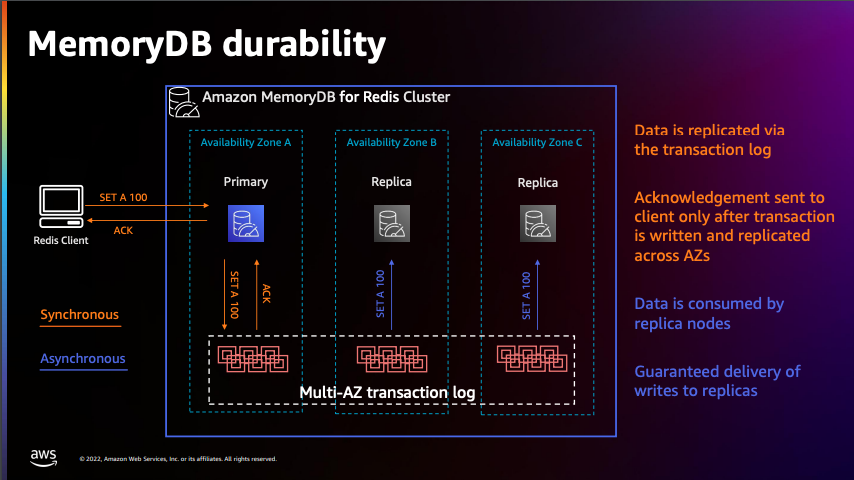 MemoryDB durability
Amazon MemoryDB for Redis Cluster
Availability Zone A
Availability Zone B
Availability Zone C
Primary
Replica
Replica
SET A 100
ACK
Redis Client
SET A 100
ACK
SET A 100
SET A 100
Multi-AZ transaction log
Synchronous
Asynchronous
Data is replicated via
the transaction log
Acknowledgement sent to
client only after transaction
is written and replicated
across AZs
Data is consumed by
replica nodes
Guaranteed delivery of
writes to replicas
aws
© 2022, Amazon Web Services, Inc. or its affiliates. All rights reserved.